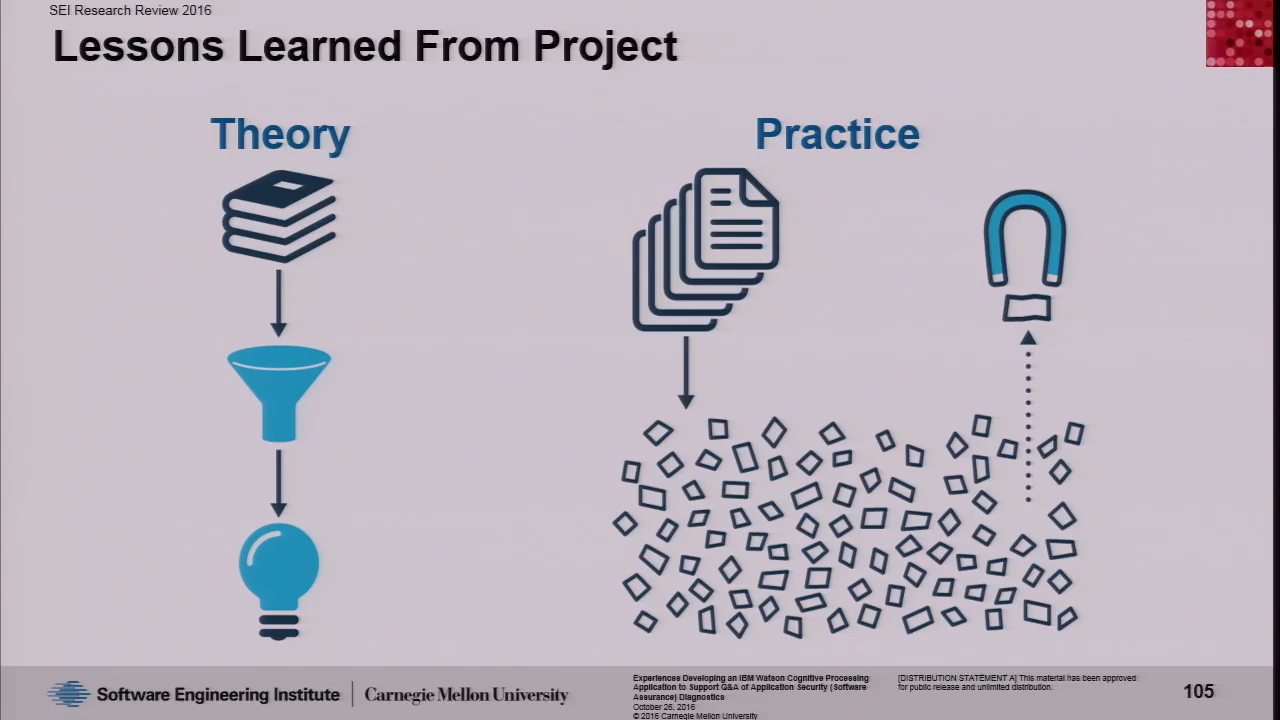 SEI Research Review 2016
Lessons Learned From Project
Theory
Practice
Software Engineering Institute | Carnegie Mellon University
Experiences Developing an IBM Watson Cognitive Processing
Application to Support Q&A of Application Security (Software
Assurance) Diagnostics
October 26, 2016
© 2016 Carnegie Mellon University
[DISTRIBUTION STATEMENT A] This material has been approved
for public release and unlimited distribution.
105